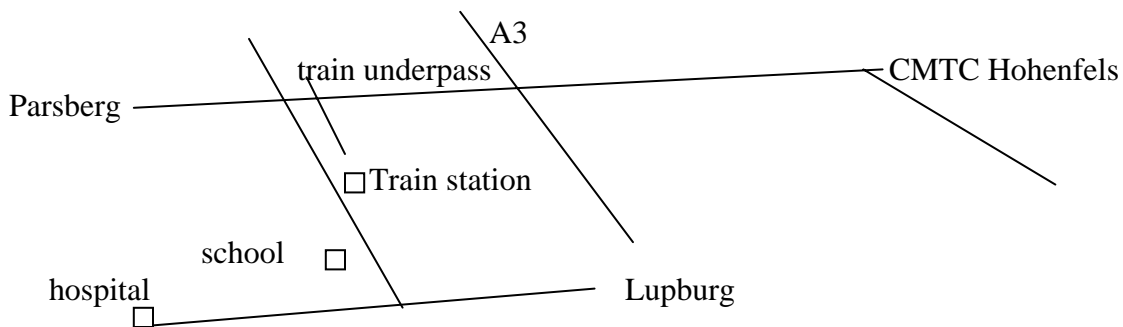 A3
train underpass
CMTC Hohenfels
Parsberg
Train station
school
hospital
Lupburg